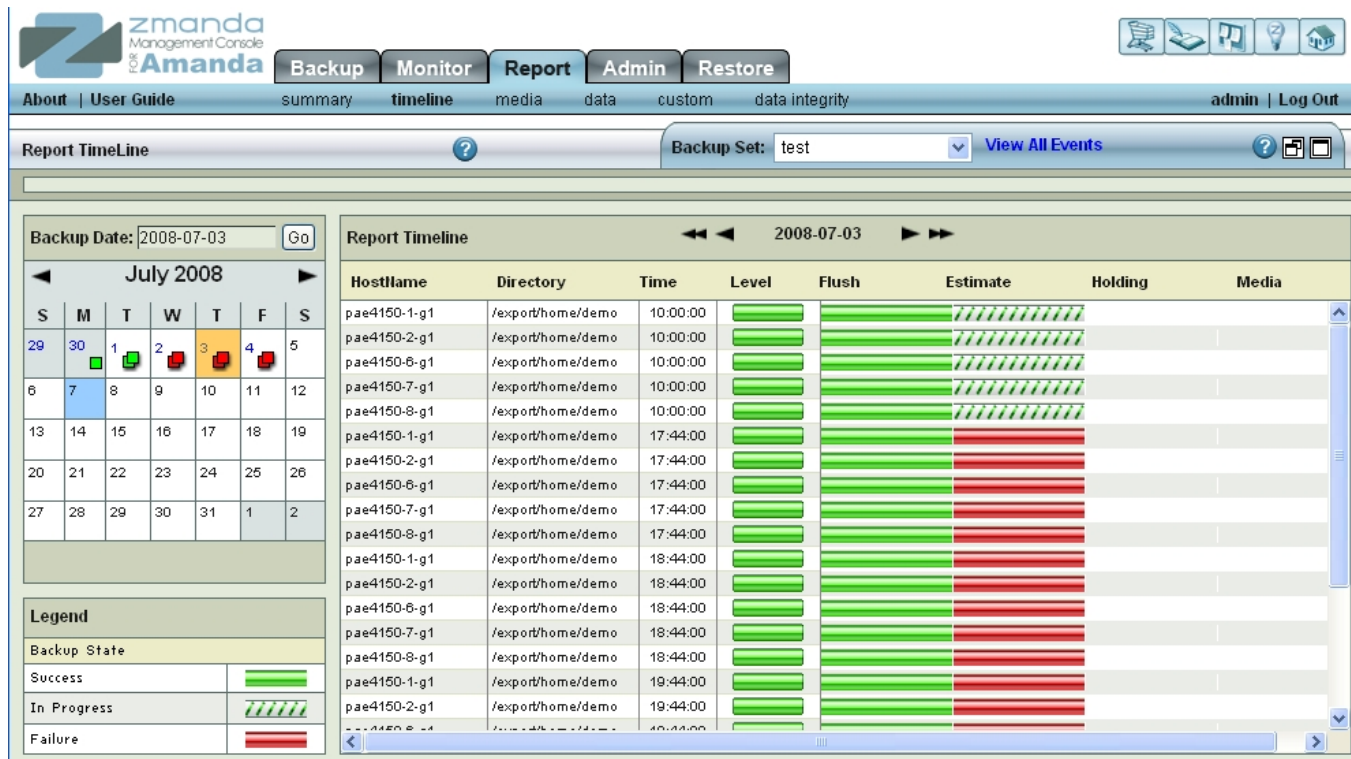 zmanda
Management Console
FOR Amanda
Backup Monitor Report Admin Restore
About | User Guide summary timeline media data custom data integrity admin | Log Out
Report TimeLine ? Backup Set: test View All Events ?
Backup Date: 2008-07-03 Go
July 2008
S M T W T F S
29 30 1 2 3 4 5
6 7 8 9 10 11 12
13 14 15 16 17 18 19
20 21 22 23 24 25 26
27 28 29 30 31 1 2
Legend
Backup State
Success
In Progress
Failure
Report Timeline 2008-07-03
HostName Directory Time Level Flush Estimate Holding Media
pae4150-1-g1 /export/home/demo 10:00:00
pae4150-2-g1 /export/home/demo 10:00:00
pae4150-6-g1 /export/home/demo 10:00:00
pae4150-7-g1 /export/home/demo 10:00:00
pae4150-8-g1 /export/home/demo 10:00:00
pae4150-1-g1 /export/home/demo 17:44:00
pae4150-2-g1 /export/home/demo 17:44:00
pae4150-6-g1 /export/home/demo 17:44:00
pae4150-7-g1 /export/home/demo 17:44:00
pae4150-8-g1 /export/home/demo 17:44:00
pae4150-1-g1 /export/home/demo 18:44:00
pae4150-2-g1 /export/home/demo 18:44:00
pae4150-6-g1 /export/home/demo 18:44:00
pae4150-7-g1 /export/home/demo 18:44:00
pae4150-8-g1 /export/home/demo 18:44:00
pae4150-1-g1 /export/home/demo 19:44:00
pae4150-2-g1 /export/home/demo 19:44:00